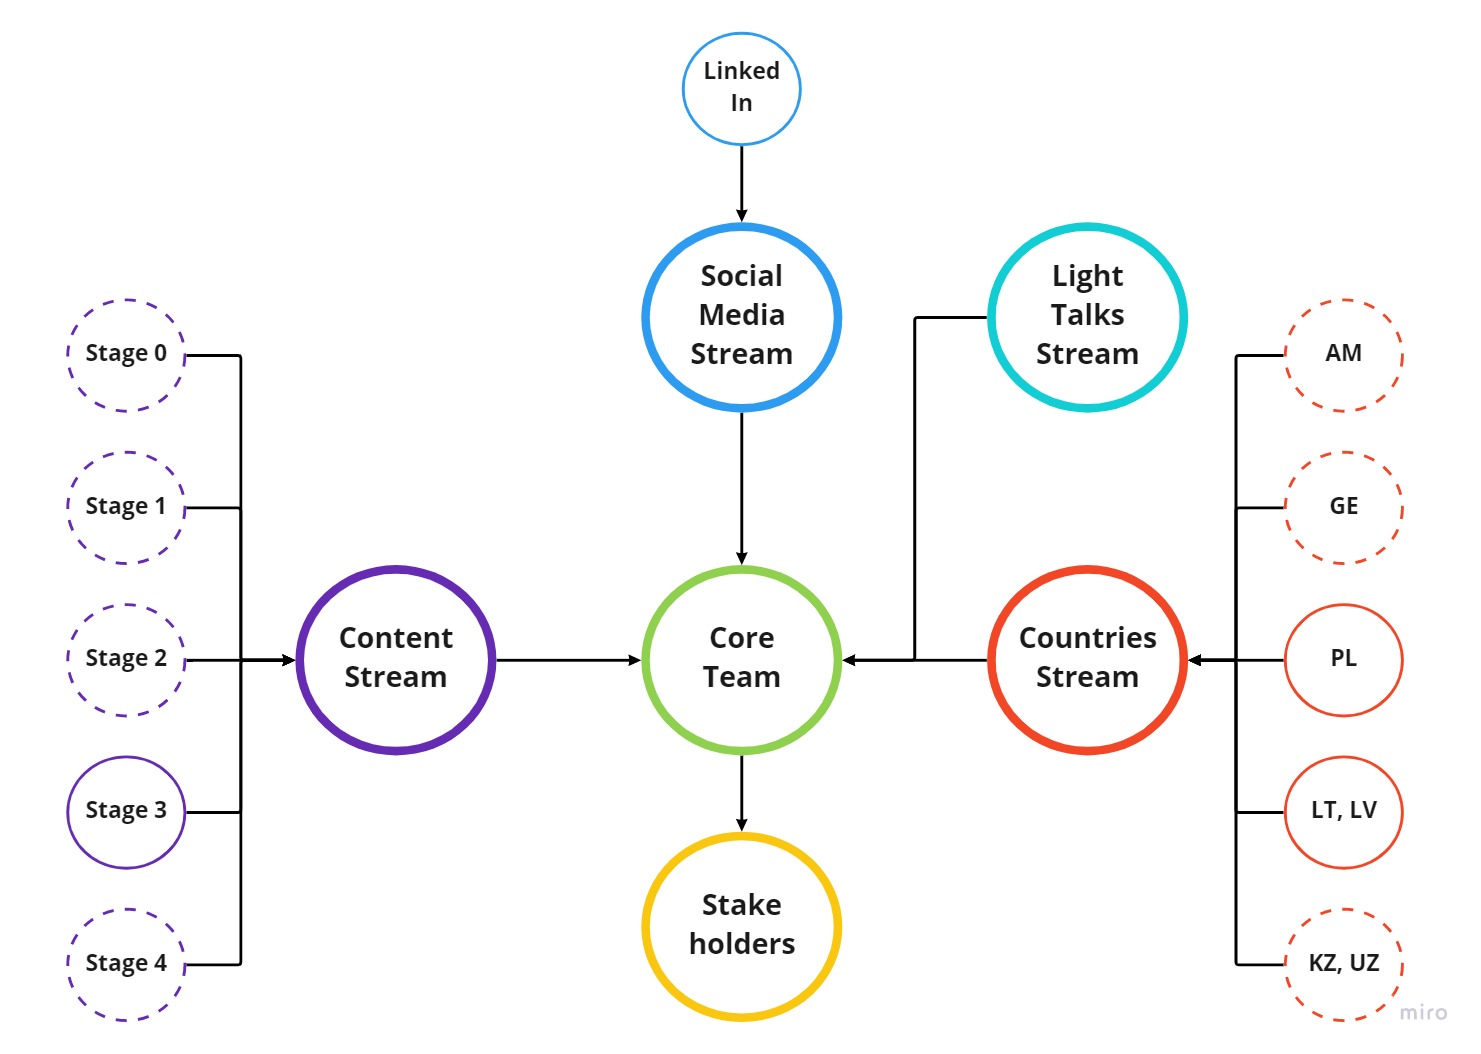 Linked
In
Social
Media
Stream
Light
Talks
Stream
Stage 0
Stage 1
Stage 2
Stage 3
Stage 4
Content
Stream
Core
Team
Countries
Stream
AM
GE
PL
LT, LV
KZ, UZ
Stake
holders
miro